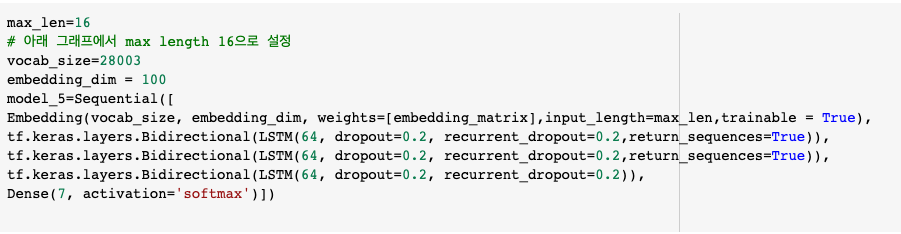 max_len=16
# 아래 그래프에서 max length 16으로 설정
vocab_size=28003
embedding_dim = 100
model_5=Sequential([
Embedding(vocab_size, embedding_dim, weights=[embedding_matrix],input_length=max_len,trainable = True),
tf.keras.layers.Bidirectional(LSTM(64, dropout=0.2, recurrent_dropout=0.2,return_sequences=True)),
tf.keras.layers.Bidirectional(LSTM(64, dropout=0.2, recurrent_dropout=0.2,return_sequences=True)),
tf.keras.layers.Bidirectional(LSTM(64, dropout=0.2, recurrent_dropout=0.2)),
Dense(7, activation='softmax')])